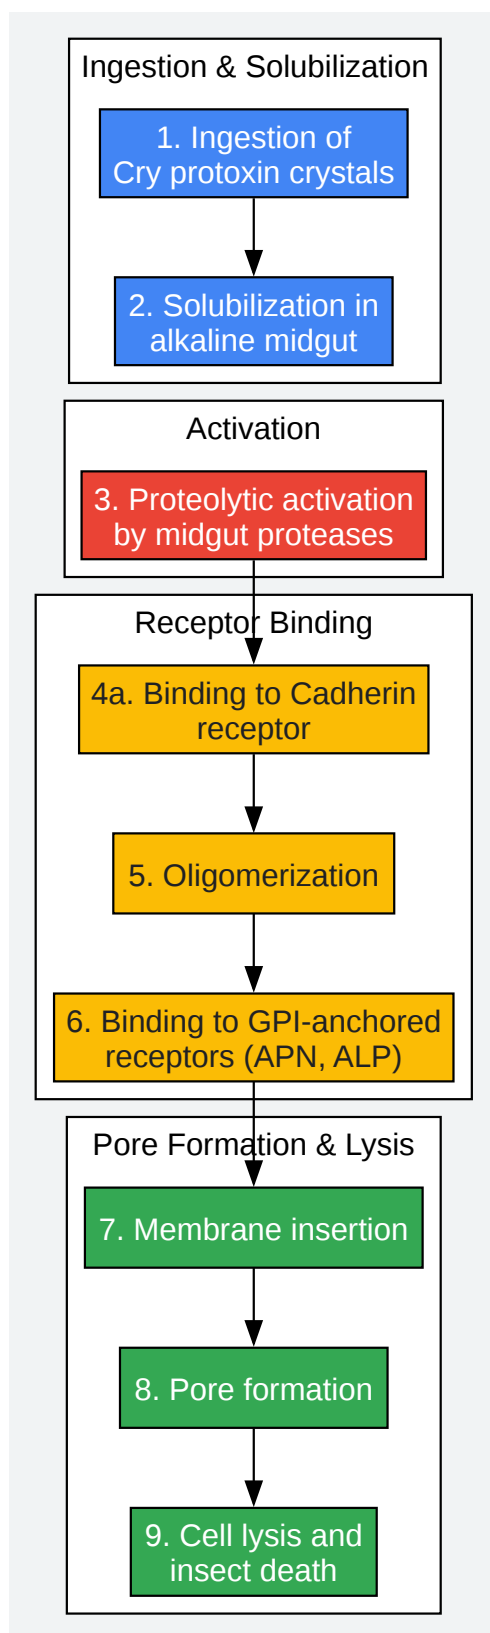 Ingestion & Solubilization
1. Ingestion of
Cry protoxin crystals
2. Solubilization in
alkaline midgut
Activation
3. Proteolytic activation
by midgut proteases
Receptor Binding
4a. Binding to Cadherin
receptor
5. Oligomerization
6. Binding to GPI-anchored
receptors (APN, ALP)
Pore Formation & Lysis
7. Membrane insertion
8. Pore formation
9. Cell lysis and
insect death